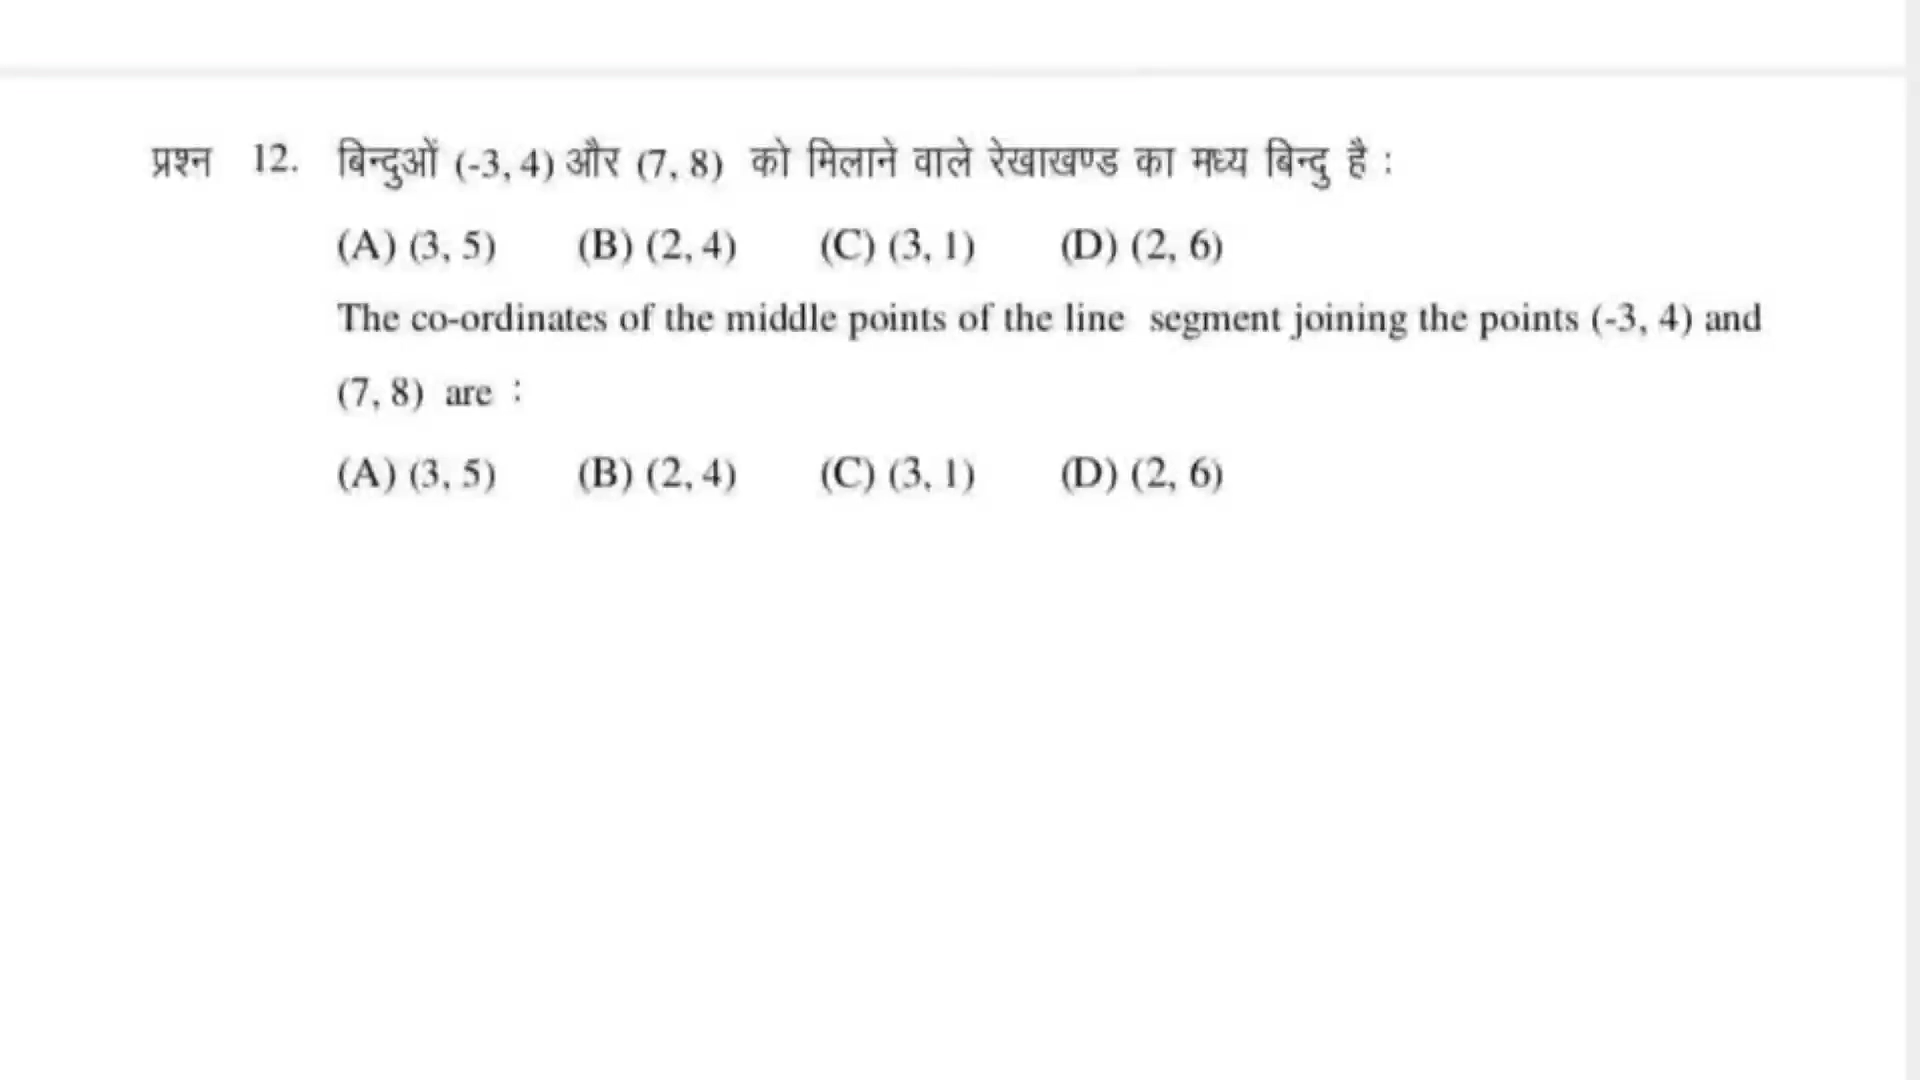 प्रश्न 12. बिन्दुओं (-3, 4) और (7, 8) को मिलाने वाले रेखाखण्ड का मध्य बिन्दु है :
(A) (3, 5) (B) (2, 4) (C) (3, 1) (D) (2, 6)
The co-ordinates of the middle points of the line segment joining the points (-3, 4) and
(7, 8) are :
(A) (3, 5) (B) (2, 4) (C) (3, 1) (D) (2, 6)